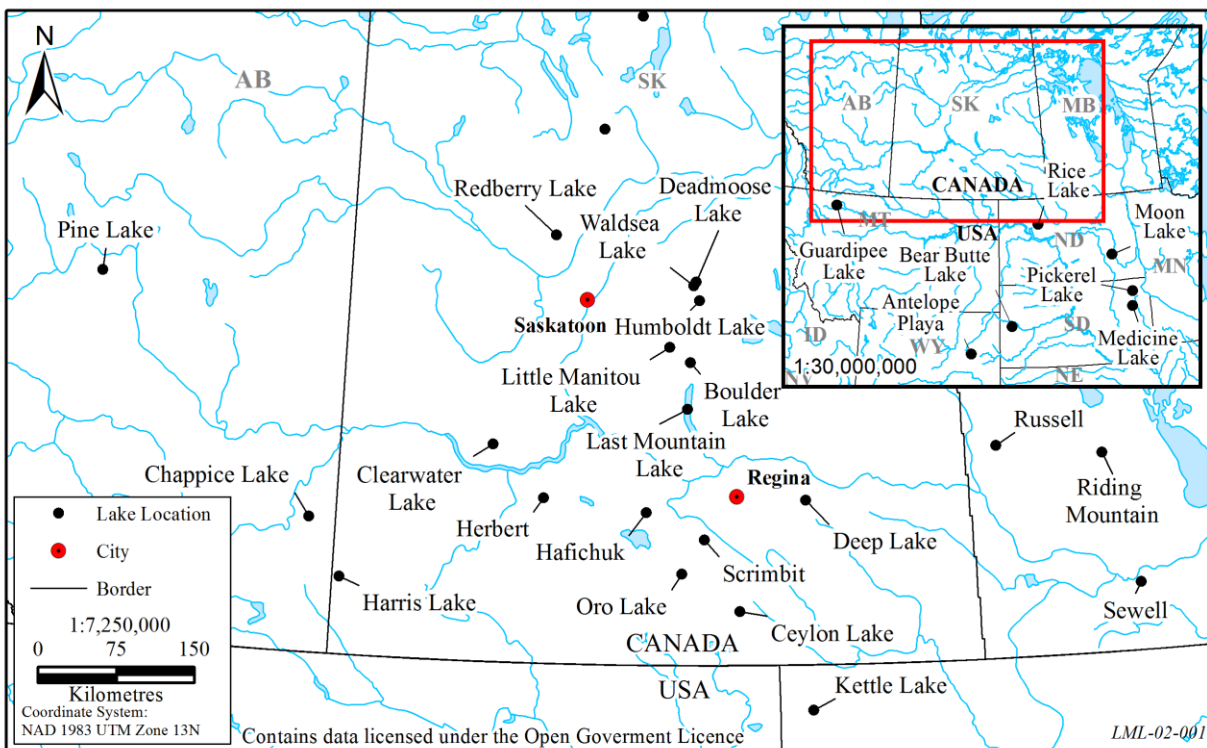 N
AB
SK
Redberry Lake
Deadmoose
Lake
Waldsea
Lake
Pine Lake
Saskatoon
Humboldt Lake
Little Manitou
Lake
Boulder
Lake
Last Mountain
Lake
Chappice Lake
Clearwater
Lake
Regina
Russell
Riding
Mountain
Herbert
Hafichuk
Deep Lake
Scrimbit
Harris Lake
Oro Lake
Ceylon Lake
Sewell
CANADA
USA
Kettle Lake
AB
SK
MB
CANADA
Rice
Lake
MT
USA
ND
Moon
Lake
Guardipee
Lake
Bear Butte
Lake
Pickerel
Lake
MN
Antelope
Playa
ID
WY
SD
Medicine
Lake
1:30,000,000
NV
NE
Lake Location
City
Border
1:7,250,000
0 75 150
Kilometres
Coordinate System:
NAD 1983 UTM Zone 13N
Contains data licensed under the Open Goverment Licence
LML-02-001